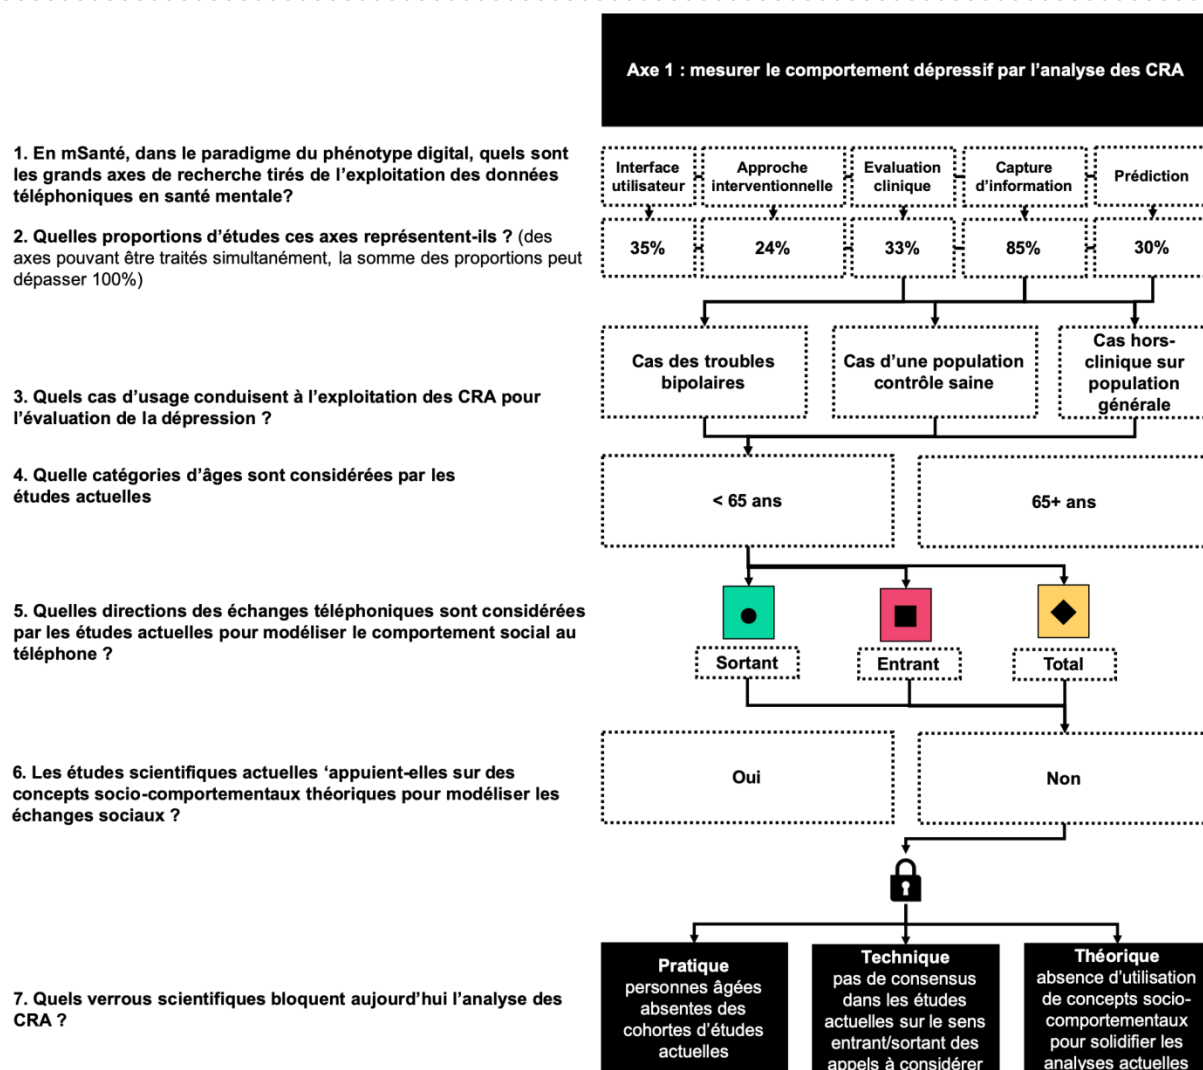 Axe 1 : mesurer le comportement dépressif par l'analyse des CRA
1. En mSanté, dans le paradigme du phénotype digital, quels sont
les grands axes de recherche tirés de l'exploitation des données
téléphoniques en santé mentale?
Interface
utilisateur
Approche
interventionnelle
Evaluation
clinique
Capture
d'information
Prédiction
2. Quelles proportions d'études ces axes représentent-ils ? (des
axes pouvant être traités simultanément, la somme des proportions peut
dépasser 100%)
35%
24%
33%
85%
30%
3. Quels cas d'usage conduisent à l'exploitation des CRA pour
l'évaluation de la dépression ?
Cas des troubles
bipolaires
Cas d'une population
contrôle saine
Cas hors-
clinique sur
population
générale
4. Quelle catégories d'âges sont considérées par les
études actuelles
< 65 ans
65+ ans
5. Quelles directions des échanges téléphoniques sont considérées
par les études actuelles pour modéliser le comportement social au
téléphone ?
Sortant
Entrant
Total
6. Les études scientifiques actuelles 'appuient-elles sur des
concepts socio-comportementaux théoriques pour modéliser les
échanges sociaux ?
Oui
Non
7. Quels verrous scientifiques bloquent aujourd'hui l'analyse des
CRA ?
Pratique
personnes âgées
absentes des
cohortes d'études
actuelles
Technique
pas de consensus
dans les études
actuelles sur le sens
entrant/sortant des
appels à considérer
Théorique
absence d'utilisation
de concepts socio-
comportementaux
pour solidifier les
analyses actuelles